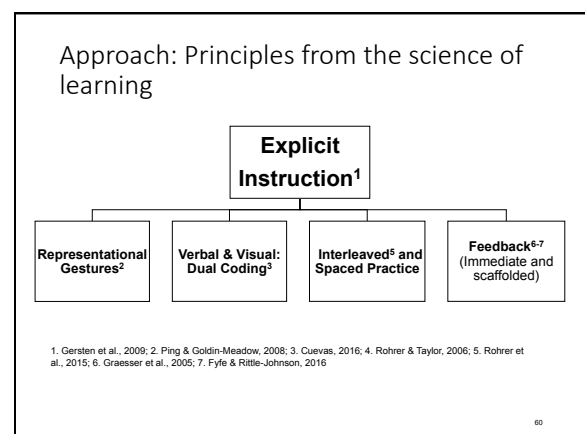 Approach: Principles from the science of
learning
Explicit
Instruction1
Representational
Gestures2
Verbal & Visual:
Dual Coding3
Interleaved5 and
Spaced Practice
Feedback6-7
(Immediate and
scaffolded)
1. Gersten et al., 2009; 2. Ping & Goldin-Meadow, 2008; 3. Cuevas, 2016; 4. Rohrer & Taylor, 2006; 5. Rohrer et
al., 2015; 6. Graesser et al., 2005; 7. Fyfe & Rittle-Johnson, 2016
60